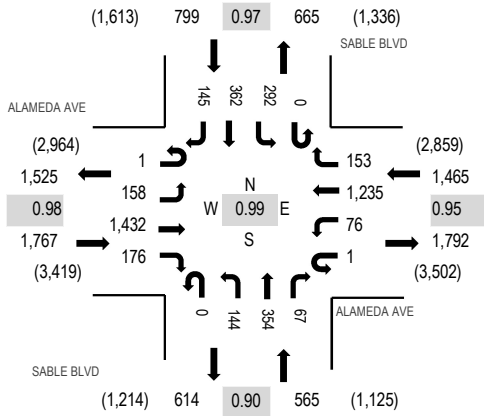 (1,613) 799 0.97 665 (1,336)
SABLE BLVD
ALAMEDA AVE
145 362 292 0
(2,964)
1,525
0.98
1,767
(3,419)
1
158
1,432
176
N
W 0.99 E
S
153
1,235
76
1
(2,859)
1,465
0.95
1,792
(3,502)
0 144 354 67
ALAMEDA AVE
SABLE BLVD
(1,214) 614 0.90 565 (1,125)